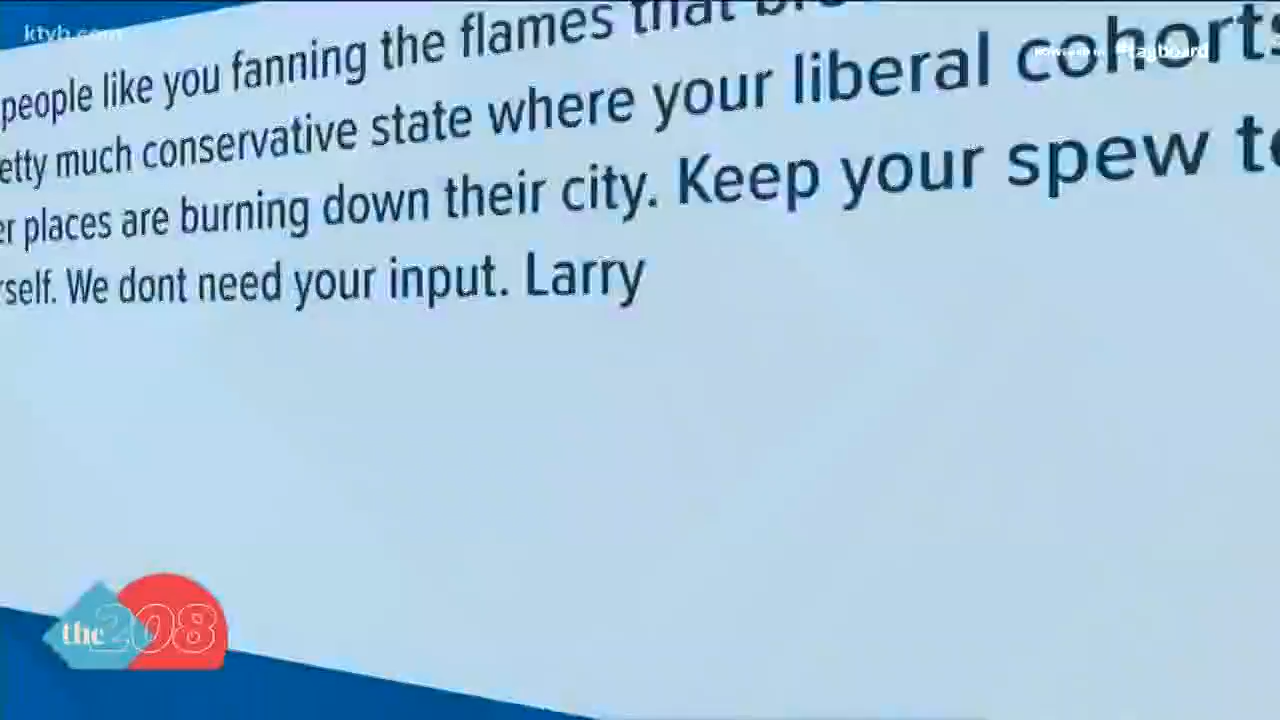 ktvb.com
people like you fanning the flames that
etty much conservative state where your liberal cohorts
er places are burning down their city. Keep your spew
rself. We dont need your input. Larry
tagboard
the 208